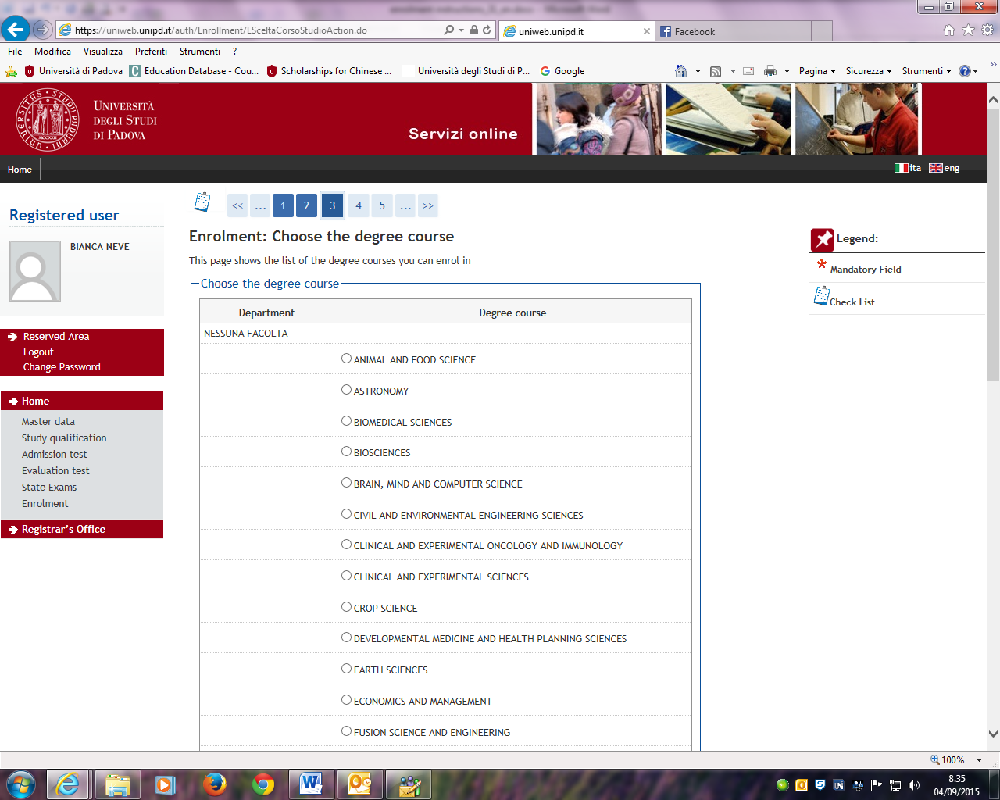 https://uniweb.unipd.it/auth/Enrollment/ESceltaCorsoStudioAction.do
uniweb.unipd.it
Facebook
File Modifica Visualizza Preferiti Strumenti ?
Università di Padova
Education Database - Cou...
Scholarships for Chinese ...
Università degli Studi di P...
Google
Pagina
Sicurezza
Strumenti
UNIVERSITÀ
DEGLI STUDI
DI PADOVA
Servizi online
Home
ita
eng
<< ... 1 2 3 4 5 ... >>
Registered user
BIANCA NEVE
Reserved Area
Logout
Change Password
Home
Master data
Study qualification
Admission test
Evaluation test
State Exams
Enrolment
Registrar's Office
Enrolment: Choose the degree course
This page shows the list of the degree courses you can enrol in
Choose the degree course
Department Degree course
NESSUNA FACOLTA
ANIMAL AND FOOD SCIENCE
ASTRONOMY
BIOMEDICAL SCIENCES
BIOSCIENCES
BRAIN, MIND AND COMPUTER SCIENCE
CIVIL AND ENVIRONMENTAL ENGINEERING SCIENCES
CLINICAL AND EXPERIMENTAL ONCOLOGY AND IMMUNOLOGY
CLINICAL AND EXPERIMENTAL SCIENCES
CROP SCIENCE
DEVELOPMENTAL MEDICINE AND HEALTH PLANNING SCIENCES
EARTH SCIENCES
ECONOMICS AND MANAGEMENT
FUSION SCIENCE AND ENGINEERING
Legend:
Mandatory Field
Check List
100%
8.35
04/09/2015